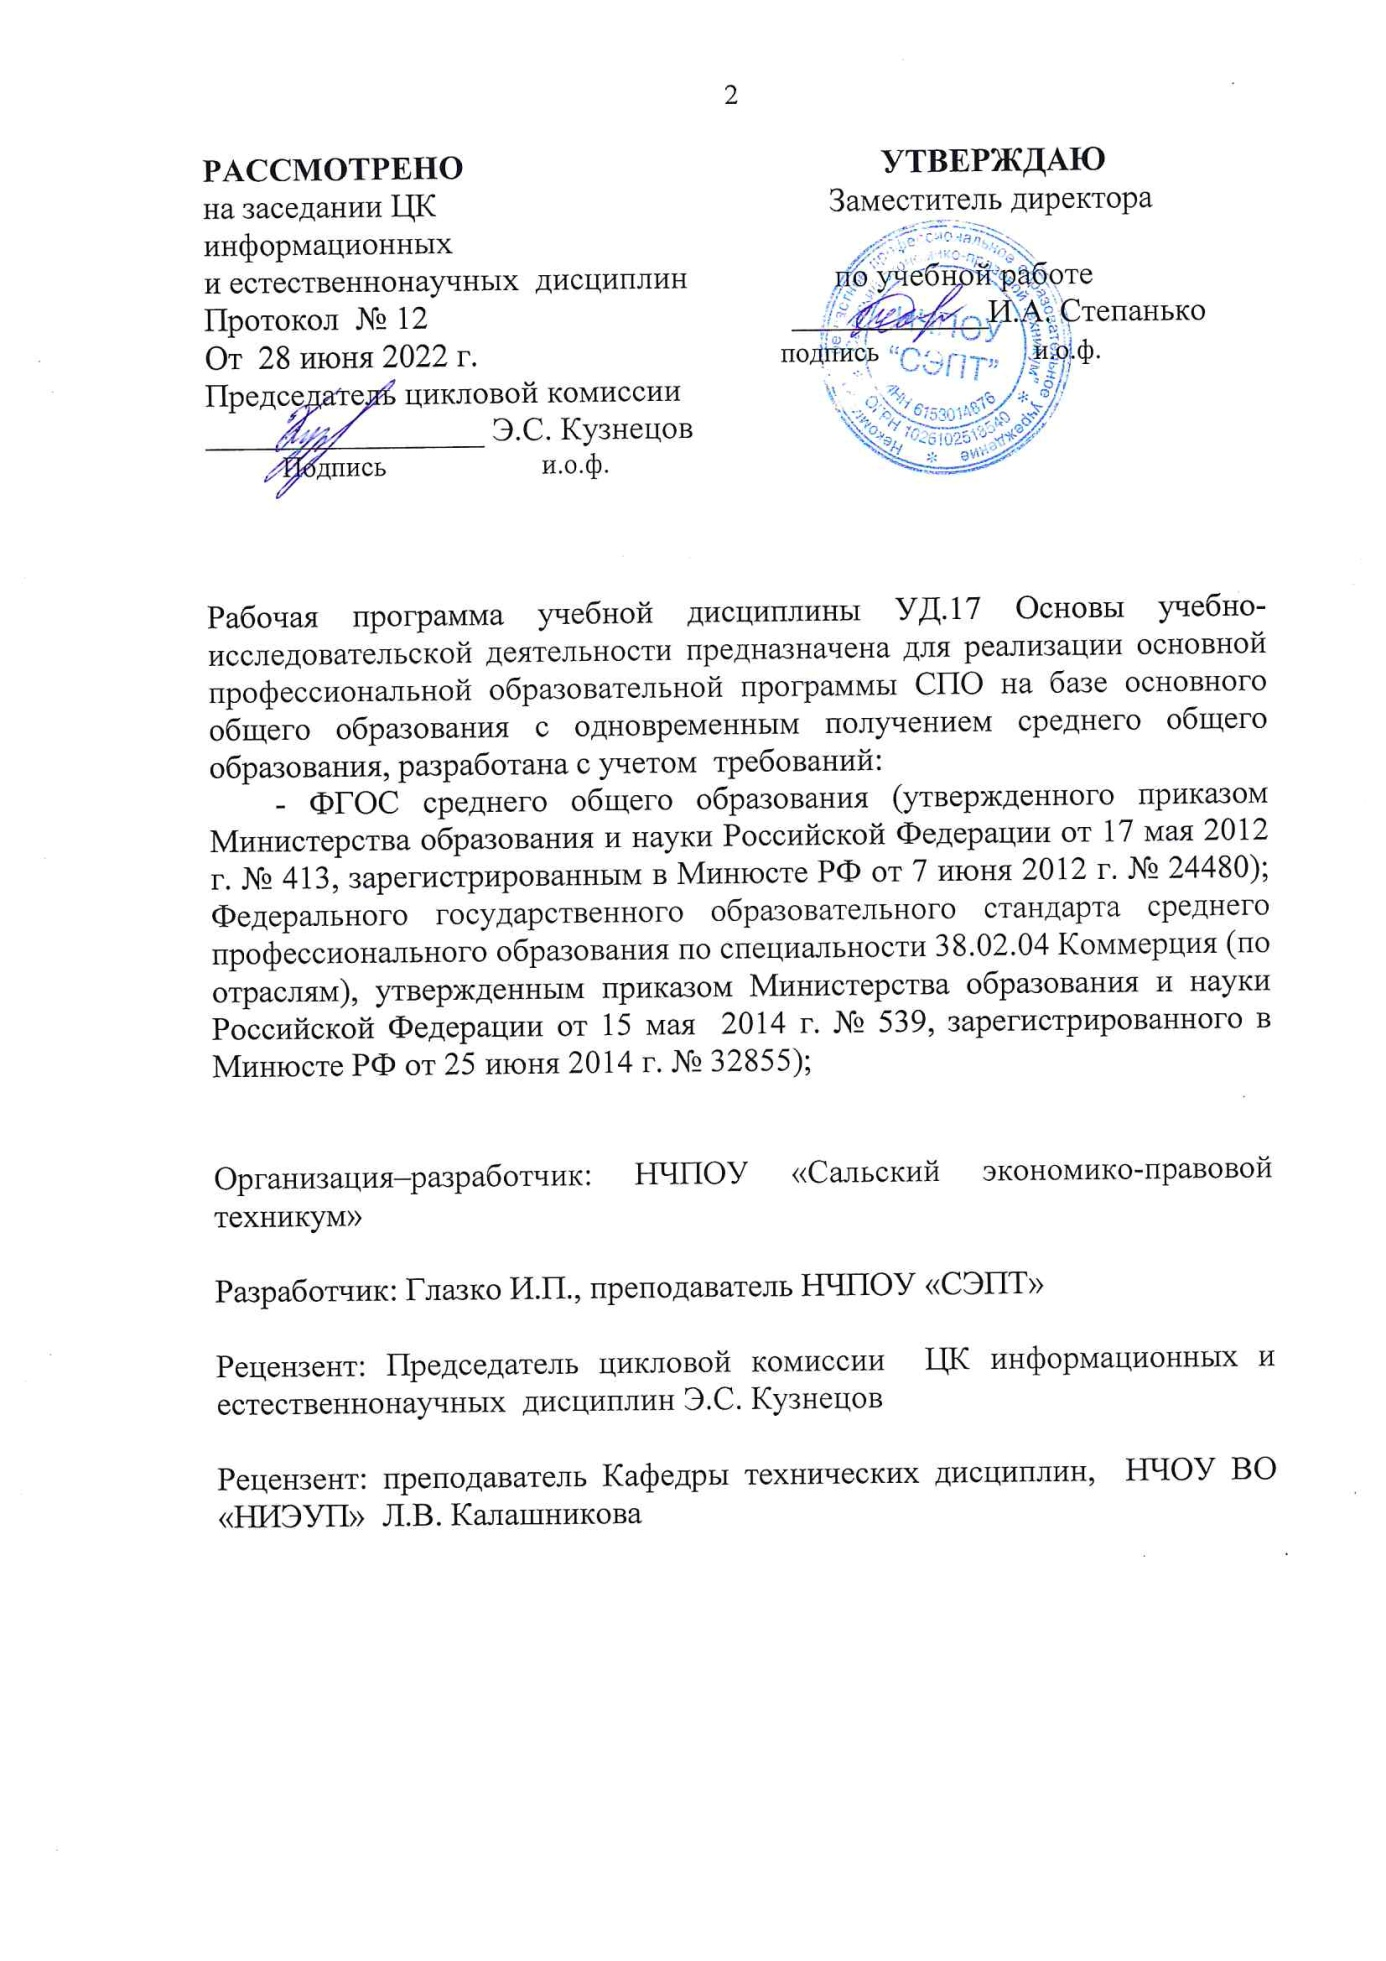 2
РАССМОТРЕНО
на заседании ЦК
информационных
и естественнонаучных дисциплин
Протокол № 12
От 28 июня 2022 г.
Председатель цикловой комиссии
Э.С. Кузнецов
Подпись и.о.ф.
УТВЕРЖДАЮ
Заместитель директора
по учебной работе
И.А. Степанько
подпись и.о.ф.
НЧПОУ
“СЭПТ”
ИНН 6153014876
ОГРН 1026102518540
Рабочая программа учебной дисциплины УД.17 Основы учебно-
исследовательской деятельности предназначена для реализации основной
профессиональной образовательной программы СПО на базе основного
общего образования с одновременным получением среднего общего
образования, разработана с учетом требований:
- ФГОС среднего общего образования (утвержденного приказом
Министерства образования и науки Российской Федерации от 17 мая 2012
г. № 413, зарегистрированным в Минюсте РФ от 7 июня 2012 г. № 24480);
Федерального государственного образовательного стандарта среднего
профессионального образования по специальности 38.02.04 Коммерция (по
отраслям), утвержденным приказом Министерства образования и науки
Российской Федерации от 15 мая 2014 г. № 539, зарегистрированного в
Минюсте РФ от 25 июня 2014 г. № 32855);
Организация–разработчик: НЧПОУ «Сальский экономико-правовой
техникум»
Разработчик: Глазко И.П., преподаватель НЧПОУ «СЭПТ»
Рецензент: Председатель цикловой комиссии ЦК информационных и
естественнонаучных дисциплин Э.С. Кузнецов
Рецензент: преподаватель Кафедры технических дисциплин, НЧОУ ВО
«НИЭУП» Л.В. Калашникова